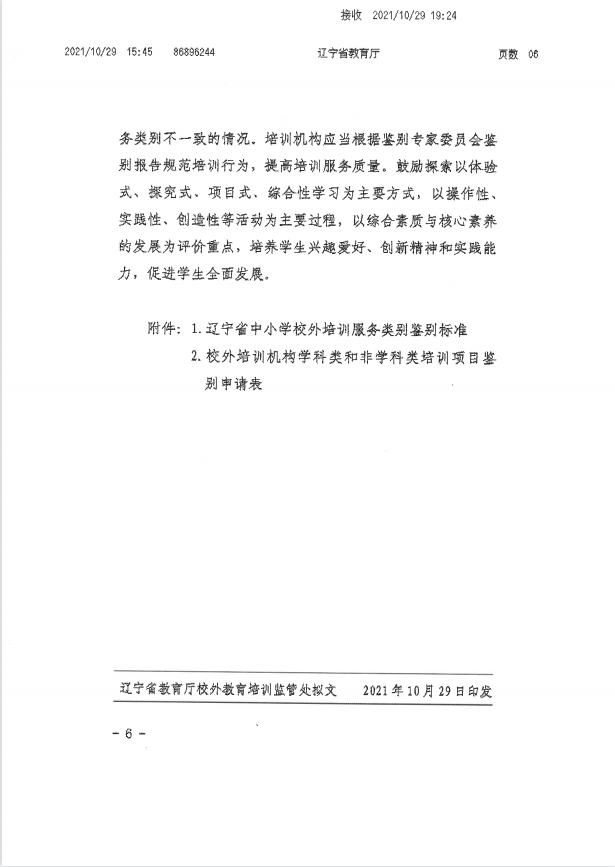 接收 2021/10/29 19:24
2021/10/29 15:45 86896244 辽宁省教育厅 页数 06
务类别不一致的情况。培训机构应当根据鉴别专家委员会鉴
别报告规范培训行为，提高培训服务质量。鼓励探索以体验
式、探究式、项目式、综合性学习为主要方式，以操作性、
实践性、创造性等活动为主要过程，以综合素质与核心素养
的发展为评价重点，培养学生兴趣爱好、创新精神和实践能
力，促进学生全面发展。
附件：1.辽宁省中小学校外培训服务类别鉴别标准
2.校外培训机构学科类和非学科类培训项目鉴
别申请表
辽宁省教育厅校外教育培训监管处拟文 2021年10月29日印发
- 6 -